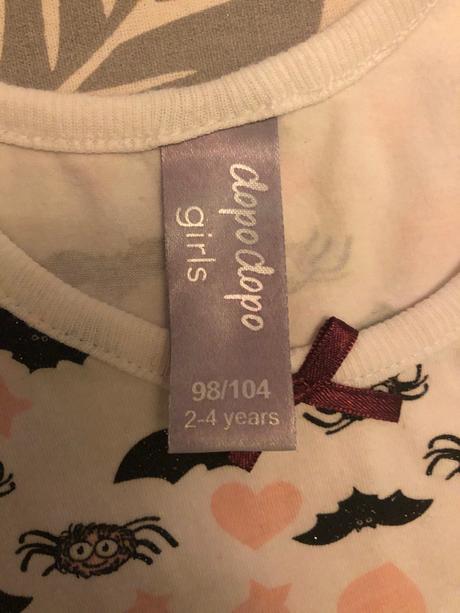 dopodopo
girls
98/104
2-4 years